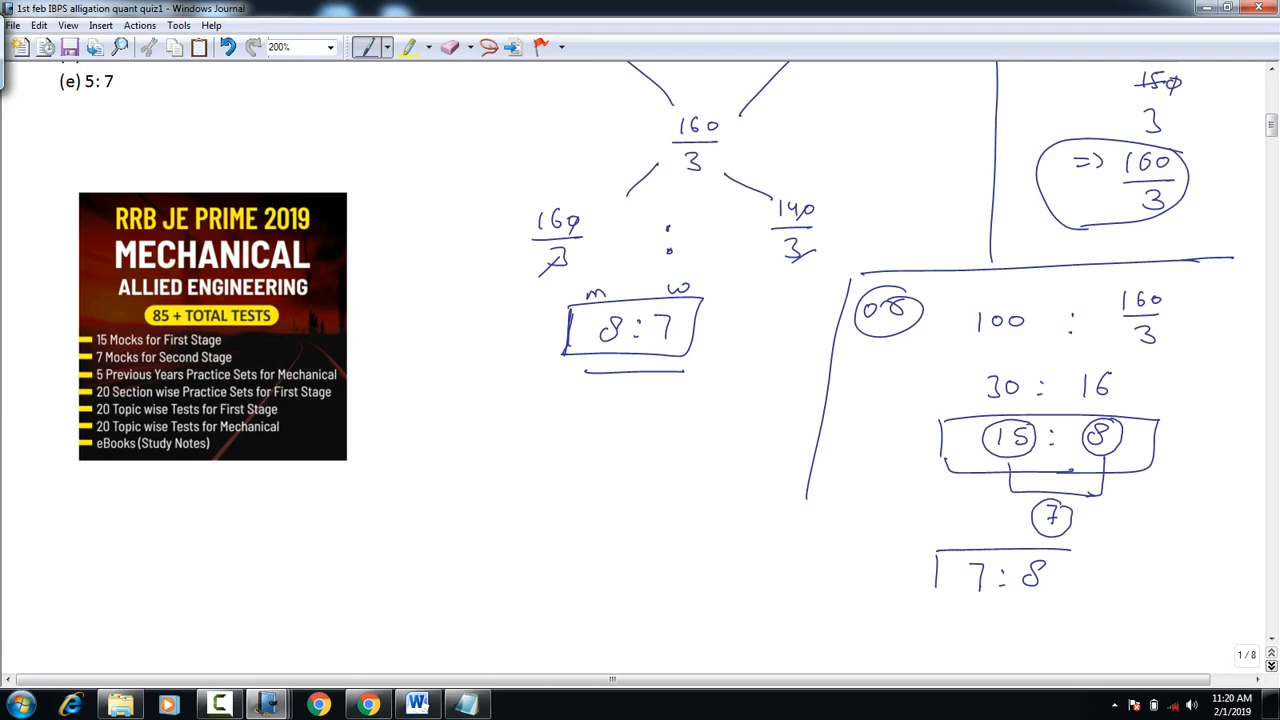 1st feb IBPS alligation quant quiz1 - Windows Journal
File Edit View Insert Actions Tools Help
200%
(e) 5: 7
160
3
160
3
:
140
3
m w
8 : 7
150
3
=> 160
3
RRB JE PRIME 2019
MECHANICAL
ALLIED ENGINEERING
85 + TOTAL TESTS
15 Mocks for First Stage
7 Mocks for Second Stage
5 Previous Years Practice Sets for Mechanical
20 Section wise Practice Sets for First Stage
20 Topic wise Tests for First Stage
20 Topic wise Tests for Mechanical
eBooks (Study Notes)
100 : 160
3
30 : 16
15 : 8
7
7 : 8
1 / 8
11:20 AM
2/1/2019